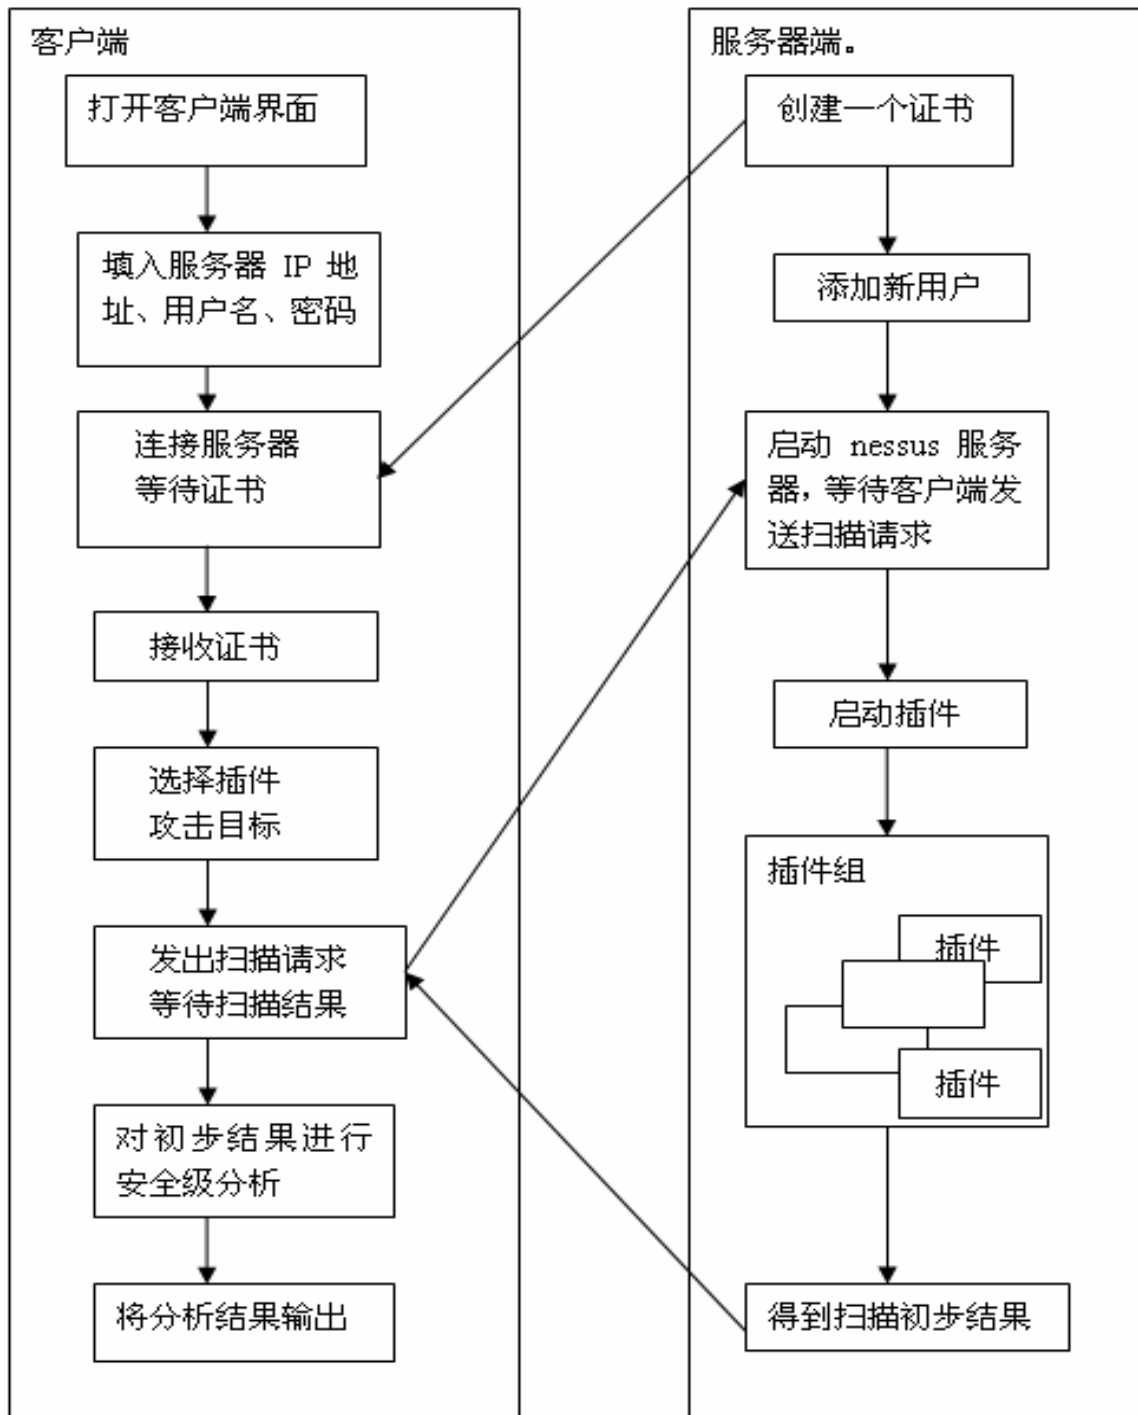 客户端
打开客户端界面
填入服务器 IP 地
址、用户名、密码
连接服务器
等待证书
接收证书
选择插件
攻击目标
发出扫描请求
等待扫描结果
对初步结果进行
安全级分析
将分析结果输出
服务器端。
创建一个证书
添加新用户
启动 nessus 服务
器，等待客户端发
送扫描请求
启动插件
插件组
插件
插件
得到扫描初步结果